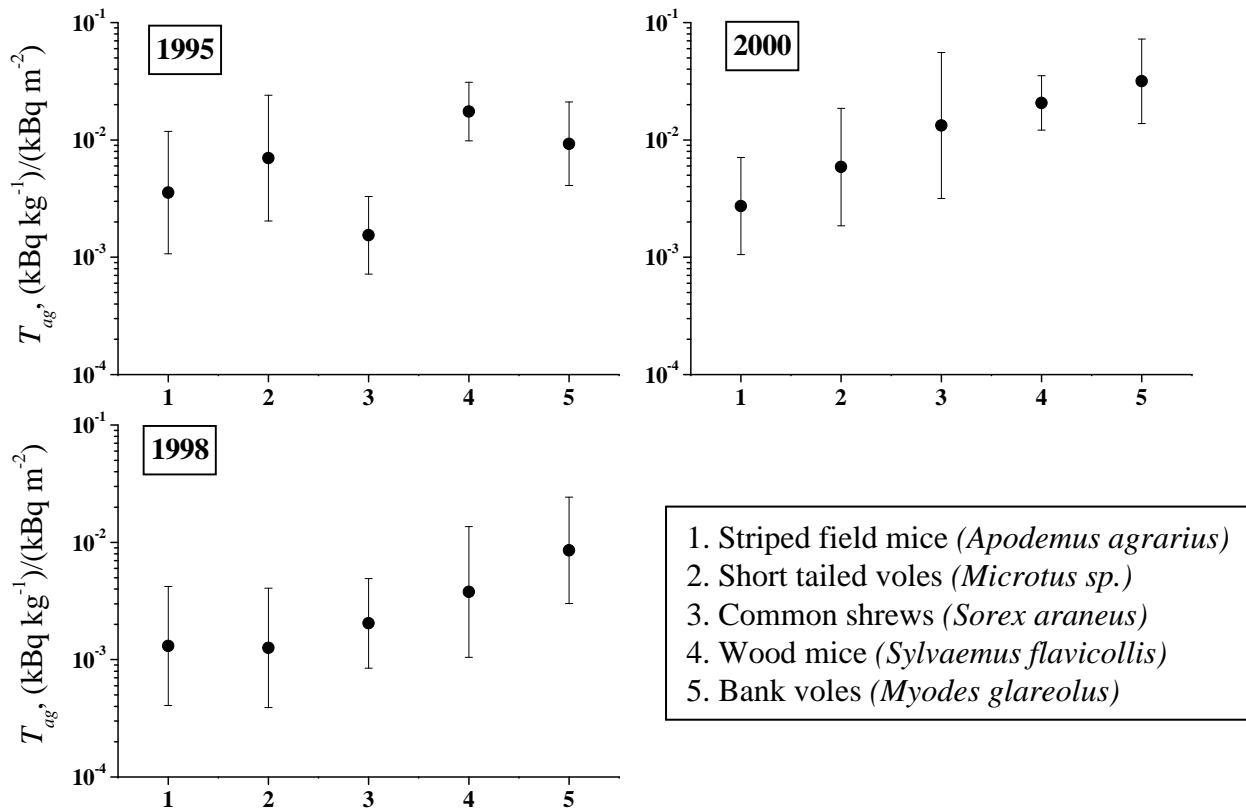 1995
T_ag, (kBq kg^-1)/(kBq m^-2)
10^-1
10^-2
10^-3
10^-4
1 2 3 4 5
2000
10^-1
10^-2
10^-3
10^-4
1 2 3 4 5
1998
T_ag, (kBq kg^-1)/(kBq m^-2)
10^-1
10^-2
10^-3
10^-4
1 2 3 4 5
1. Striped field mice (Apodemus agrarius)
2. Short tailed voles (Microtus sp.)
3. Common shrews (Sorex araneus)
4. Wood mice (Sylvaemus flavicollis)
5. Bank voles (Myodes glareolus)